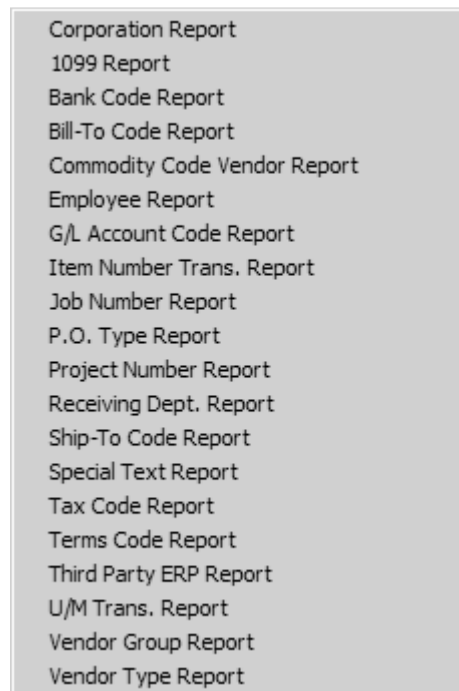 Corporation Report
1099 Report
Bank Code Report
Bill-To Code Report
Commodity Code Vendor Report
Employee Report
G/L Account Code Report
Item Number Trans. Report
Job Number Report
P.O. Type Report
Project Number Report
Receiving Dept. Report
Ship-To Code Report
Special Text Report
Tax Code Report
Terms Code Report
Third Party ERP Report
U/M Trans. Report
Vendor Group Report
Vendor Type Report